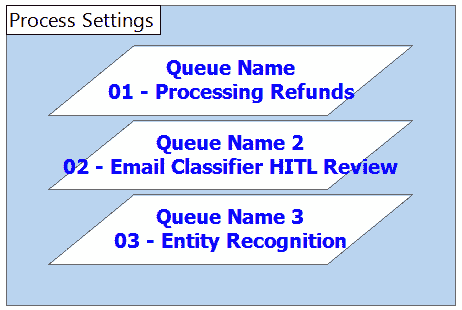 Process Settings
Queue Name
01 - Processing Refunds
Queue Name 2
02 - Email Classifier HITL Review
Queue Name 3
03 - Entity Recognition